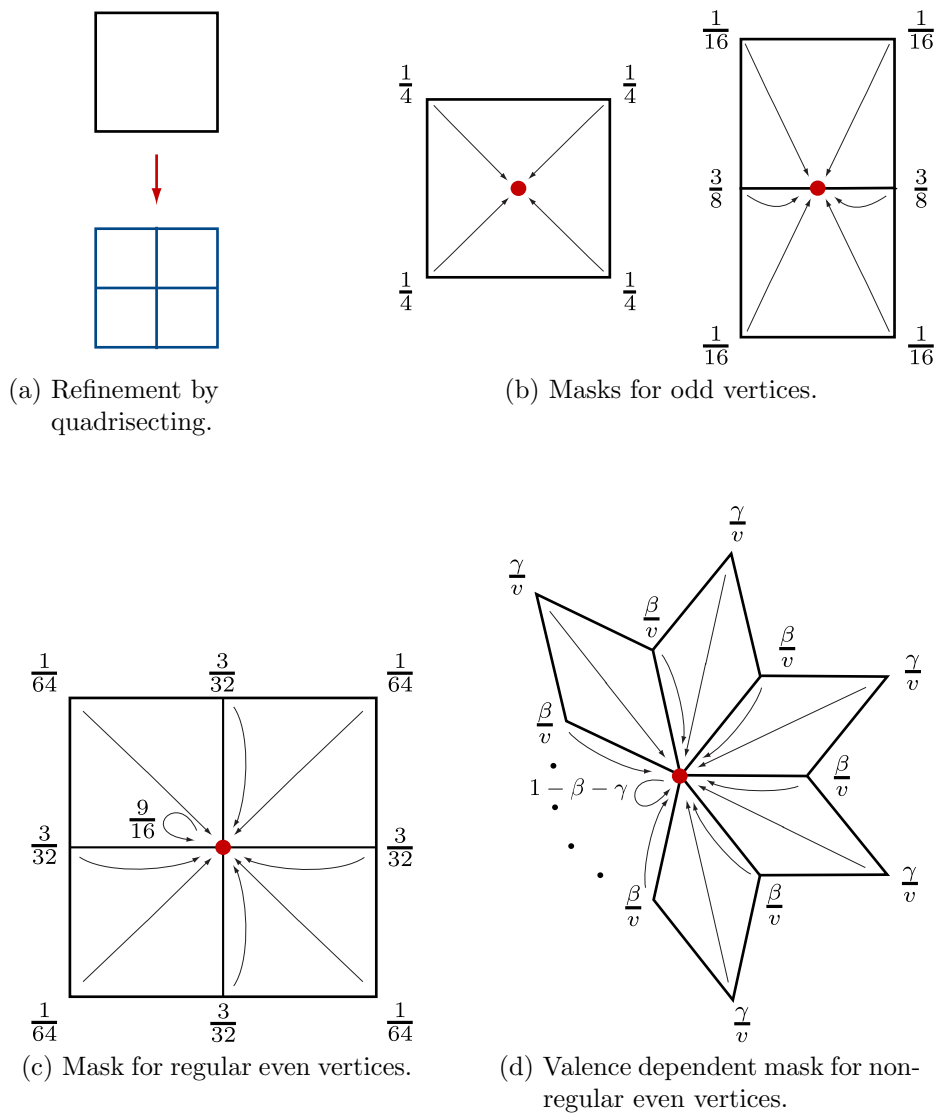 1/16 1/16
1/4 1/4
3/8 3/8
1/4 1/4
1/16 1/16
(a) Refinement by
quadrisecting.
(b) Masks for odd vertices.
γ/v
γ/v
β/v
β/v
1/64 3/32 1/64
γ/v
β/v
β/v
1 − β − γ
9/16
3/32 3/32
γ/v
β/v
β/v
1/64 3/32 1/64
γ/v
(c) Mask for regular even vertices.
(d) Valence dependent mask for non-
regular even vertices.